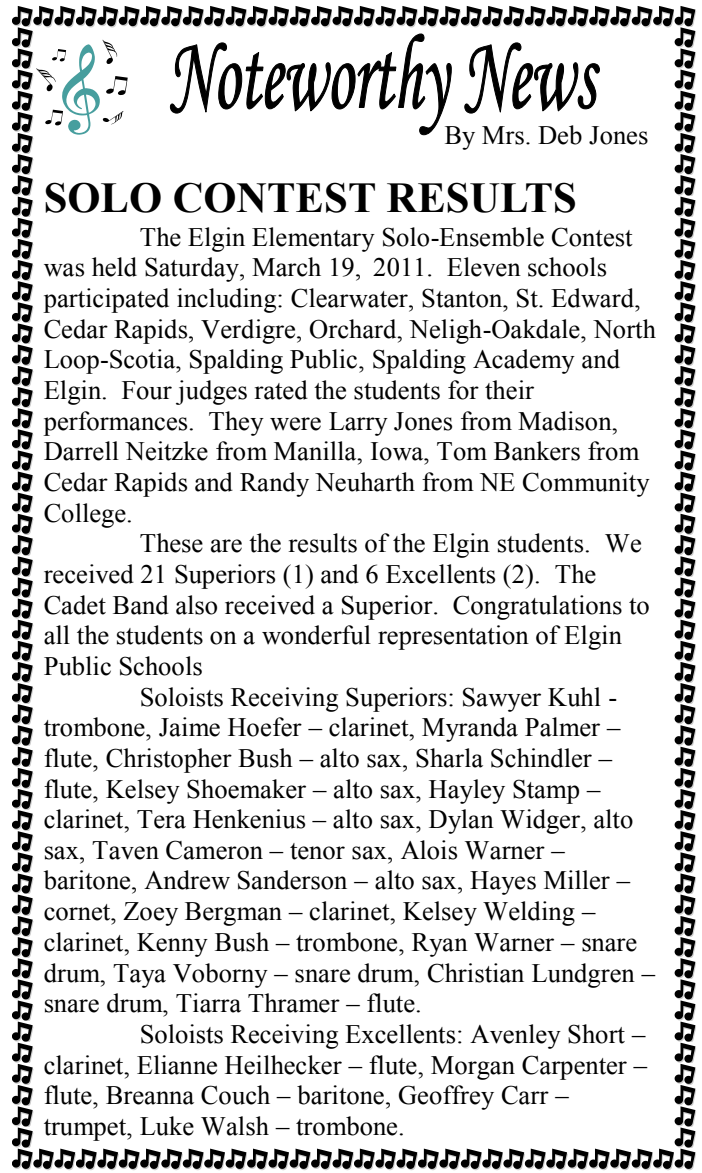 Noteworthy News
By Mrs. Deb Jones
SOLO CONTEST RESULTS
The Elgin Elementary Solo-Ensemble Contest
was held Saturday, March 19, 2011. Eleven schools
participated including: Clearwater, Stanton, St. Edward,
Cedar Rapids, Verdigre, Orchard, Neligh-Oakdale, North
Loop-Scotia, Spalding Public, Spalding Academy and
Elgin. Four judges rated the students for their
performances. They were Larry Jones from Madison,
Darrell Neitzke from Manilla, Iowa, Tom Bankers from
Cedar Rapids and Randy Neuharth from NE Community
College.
These are the results of the Elgin students. We
received 21 Superiors (1) and 6 Excellents (2). The
Cadet Band also received a Superior. Congratulations to
all the students on a wonderful representation of Elgin
Public Schools
Soloists Receiving Superiors: Sawyer Kuhl -
trombone, Jaime Hoefer – clarinet, Myranda Palmer –
flute, Christopher Bush – alto sax, Sharla Schindler –
flute, Kelsey Shoemaker – alto sax, Hayley Stamp –
clarinet, Tera Henkenius – alto sax, Dylan Widger, alto
sax, Taven Cameron – tenor sax, Alois Warner –
baritone, Andrew Sanderson – alto sax, Hayes Miller –
cornet, Zoey Bergman – clarinet, Kelsey Welding –
clarinet, Kenny Bush – trombone, Ryan Warner – snare
drum, Taya Voborny – snare drum, Christian Lundgren –
snare drum, Tiarra Thramer – flute.
Soloists Receiving Excellents: Avenley Short –
clarinet, Elianne Heilhecker – flute, Morgan Carpenter –
flute, Breanna Couch – baritone, Geoffrey Carr –
trumpet, Luke Walsh – trombone.